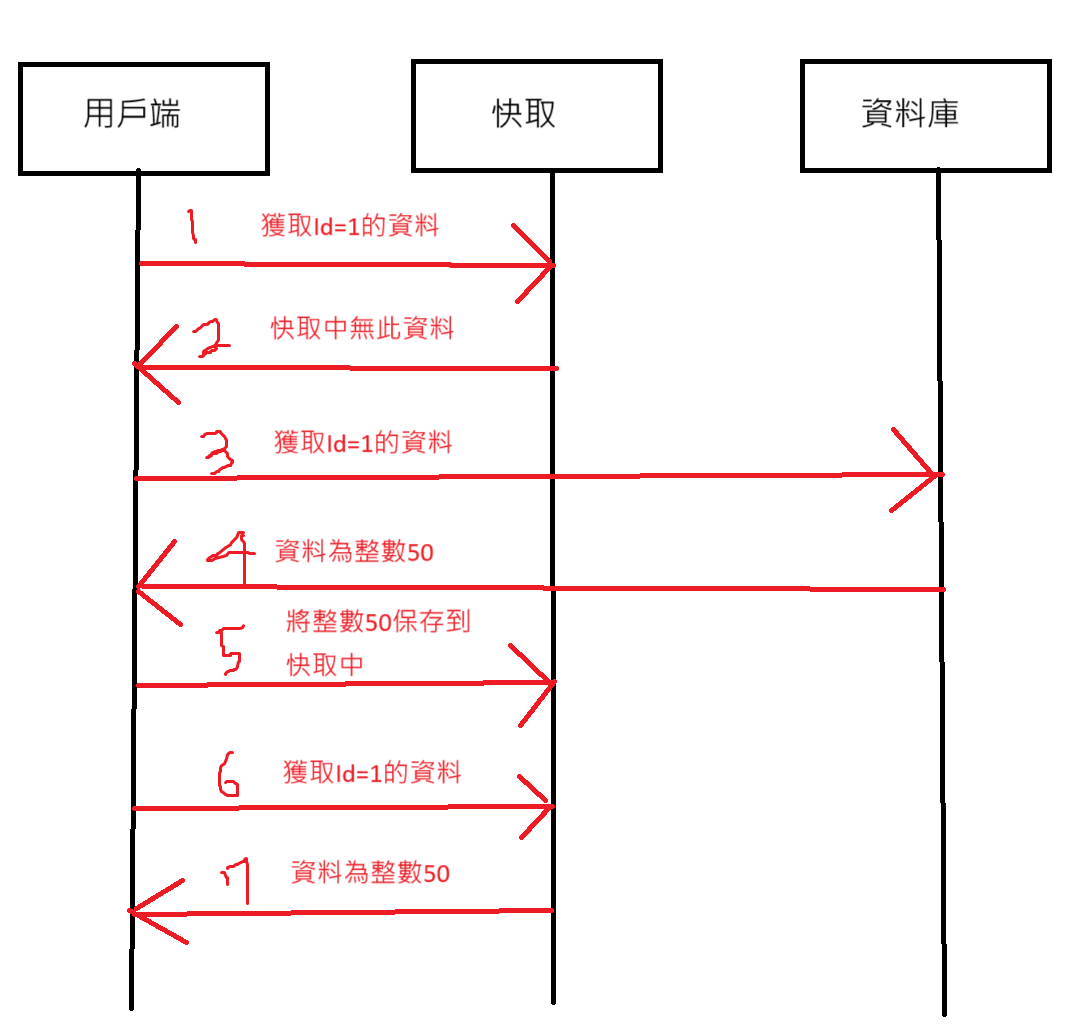 用戶端
快取
資料庫
1 獲取Id=1的資料
2 快取中無此資料
3 獲取Id=1的資料
4 資料為整數50
5 將整數50保存到
快取中
6 獲取Id=1的資料
7 資料為整數50